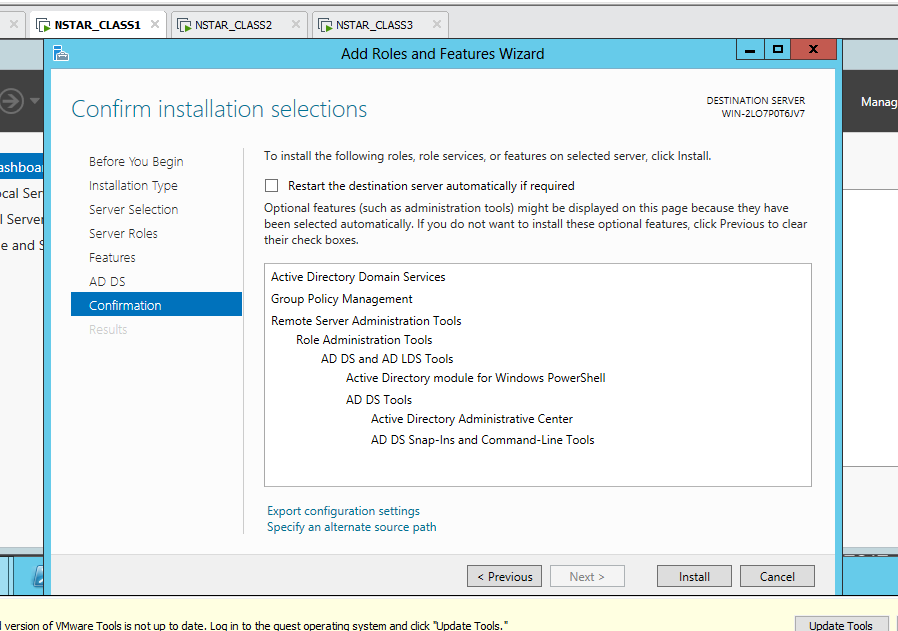 NSTAR_CLASS1
NSTAR_CLASS2
NSTAR_CLASS3
Add Roles and Features Wizard
Confirm installation selections
DESTINATION SERVER
WIN-2LO7P0T6JV7
Manag
ashboa
ocal Ser
l Server
e and S
Before You Begin
Installation Type
Server Selection
Server Roles
Features
AD DS
Confirmation
Results
To install the following roles, role services, or features on selected server, click Install.
Restart the destination server automatically if required
Optional features (such as administration tools) might be displayed on this page because they have
been selected automatically. If you do not want to install these optional features, click Previous to clear
their check boxes.
Active Directory Domain Services
Group Policy Management
Remote Server Administration Tools
Role Administration Tools
AD DS and AD LDS Tools
Active Directory module for Windows PowerShell
AD DS Tools
Active Directory Administrative Center
AD DS Snap-Ins and Command-Line Tools
Export configuration settings
Specify an alternate source path
< Previous
Next >
Install
Cancel
l version of VMware Tools is not up to date. Log in to the guest operating system and click "Update Tools."
Update Tools